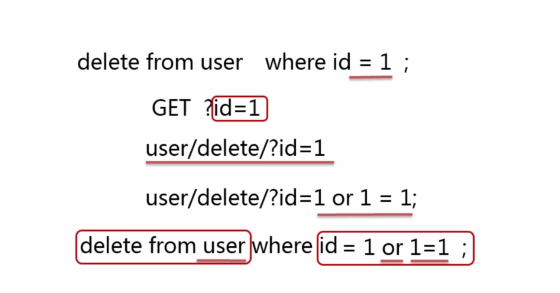 delete from user where id = 1 ;
GET ?id=1
user/delete/?id=1
user/delete/?id=1 or 1 = 1;
delete from user where id = 1 or 1=1 ;